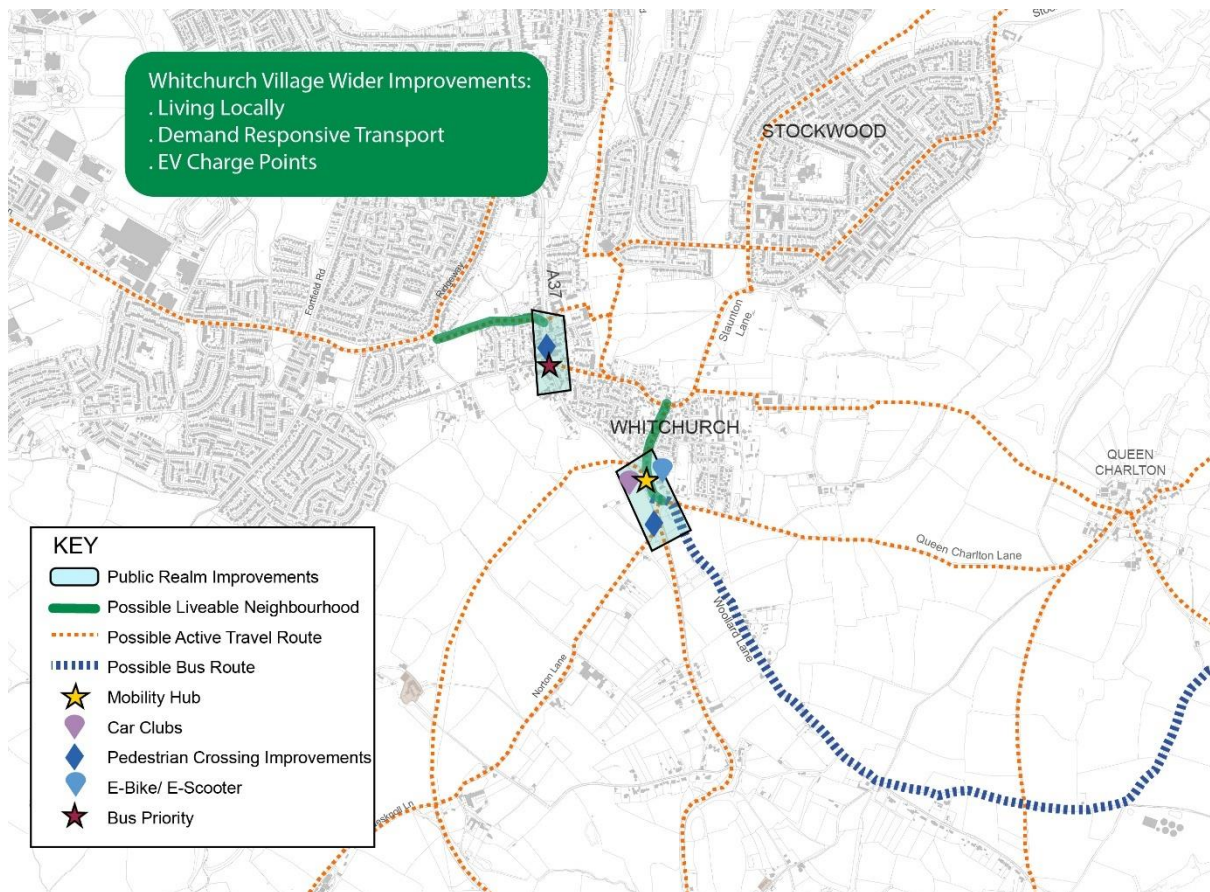 Whitchurch Village Wider Improvements:
. Living Locally
. Demand Responsive Transport
. EV Charge Points
STOCKWOOD
Fortfield Rd
Ridgeway
A37
Staunton
Lane
WHITCHURCH
QUEEN
CHARLTON
Queen Charlton Lane
Woollard Lane
Norton Lane
KEY
Public Realm Improvements
Possible Liveable Neighbourhood
Possible Active Travel Route
Possible Bus Route
Mobility Hub
Car Clubs
Pedestrian Crossing Improvements
E-Bike/ E-Scooter
Bus Priority